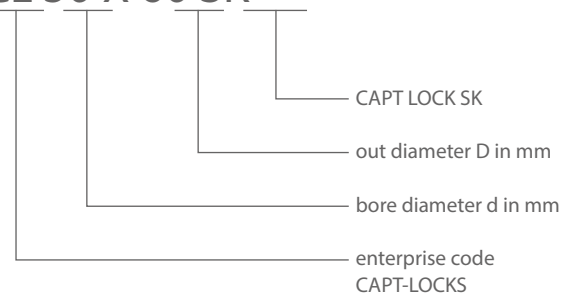 CAPT LOCK SK
out diameter D in mm
bore diameter d in mm
enterprise code
CAPT-LOCKS